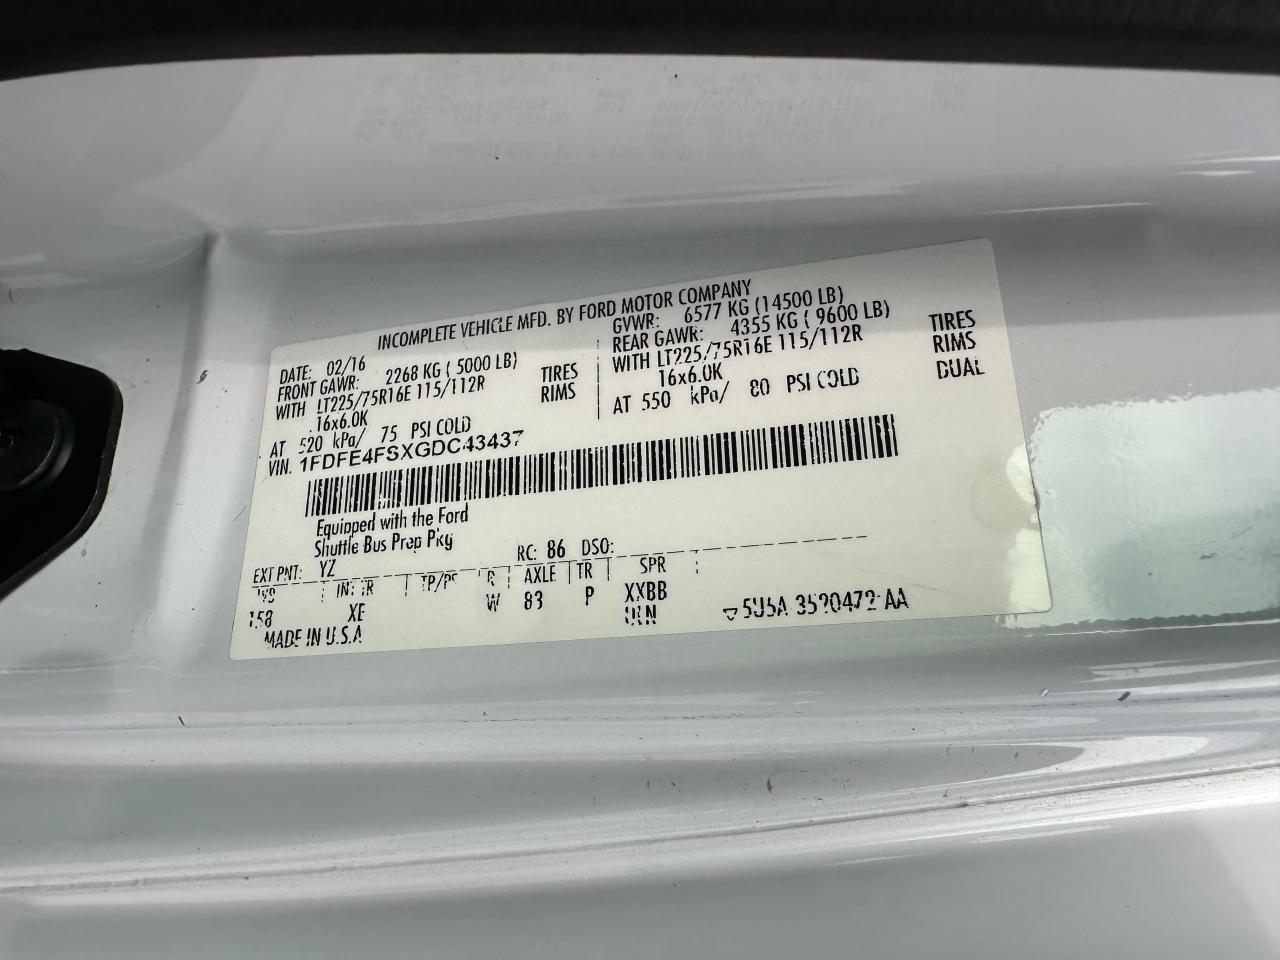 INCOMPLETE VEHICLE MFD. BY FORD MOTOR COMPANY
DATE: 02/16
FRONT GAWR: 2268 KG ( 5000 LB)
WITH LT225/75R16E 115/112R TIRES
16x6.0K RIMS
AT 520 kPa/ 75 PSI COLD
GVWR: 6577 KG (14500 LB)
REAR GAWR: 4355 KG ( 9600 LB)
WITH LT225/75R16E 115/112R TIRES
16x6.0K RIMS
AT 550 kPa/ 80 PSI COLD DUAL
VIN. 1FDFE4FSXGDC43437
Equipped with the Ford
Shuttle Bus Prep Pkg
EXT PNT: YZ RC: 86 DSO:
INT TR TP/PS R AXLE TR SPR
158 XE W 83 P XXBB
MADE IN U.S.A